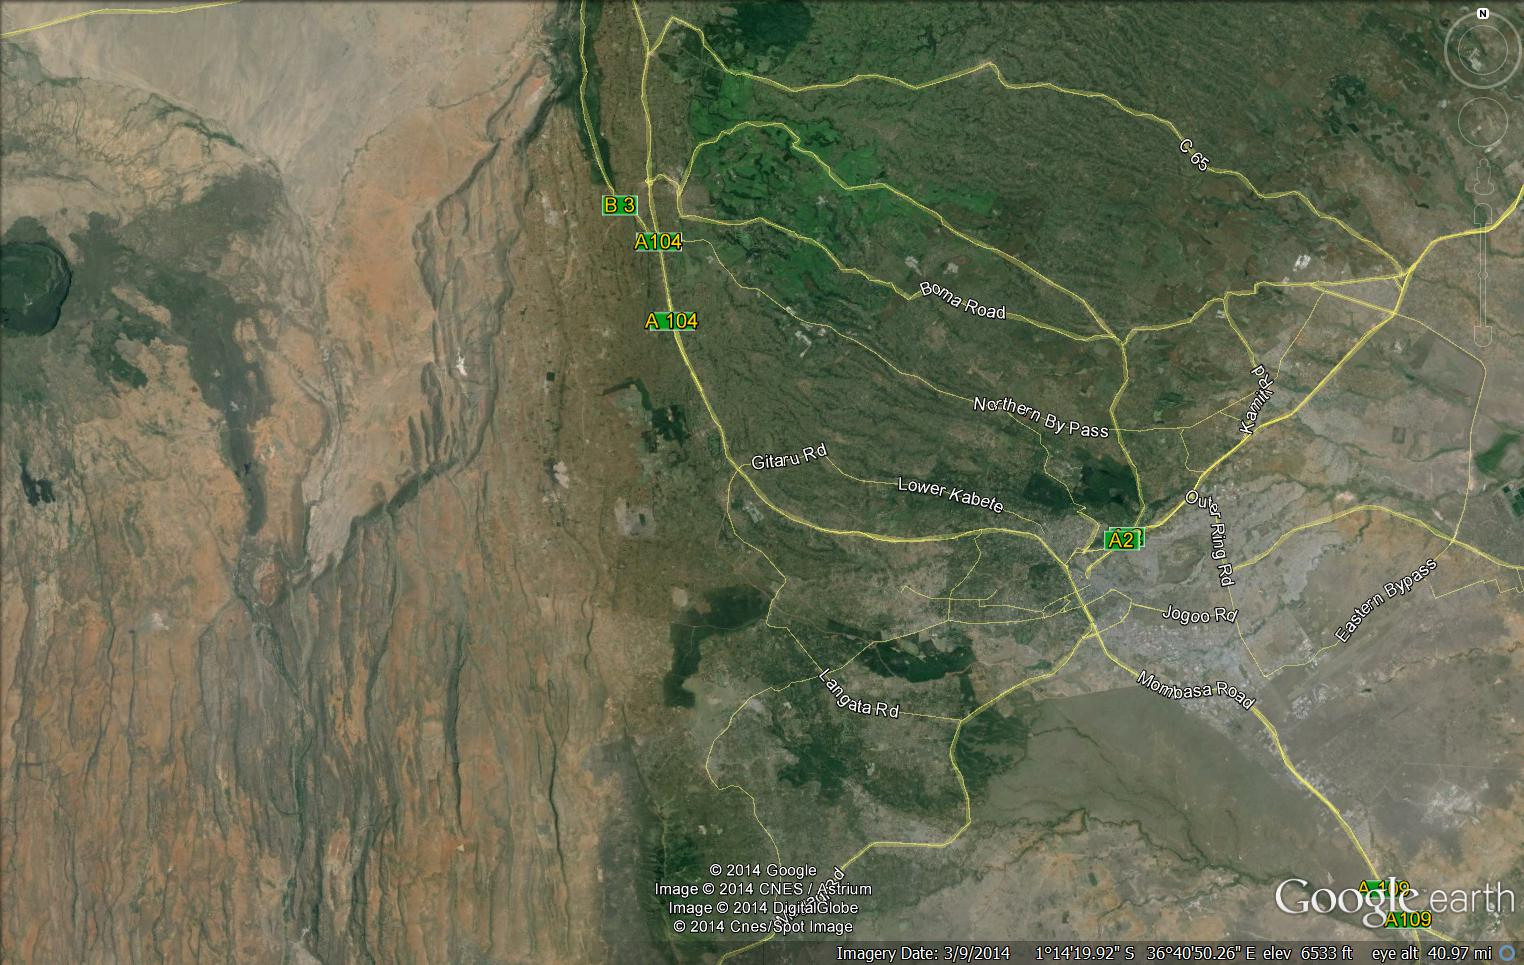 N
C 65
B 3
A104
Boma Road
A 104
Kamiti Rd
Northern By Pass
Gitaru Rd
Lower Kabete
Outer Ring Rd
A2
Eastern Bypass
Jogoo Rd
Langata Rd
Mombasa Road
© 2014 Google
Image © 2014 CNES / Astrium
Image © 2014 DigitalGlobe
© 2014 Cnes/Spot Image
A 109
Google earth
A109
Imagery Date: 3/9/2014 1°14'19.92" S 36°40'50.26" E elev 6533 ft eye alt 40.97 mi